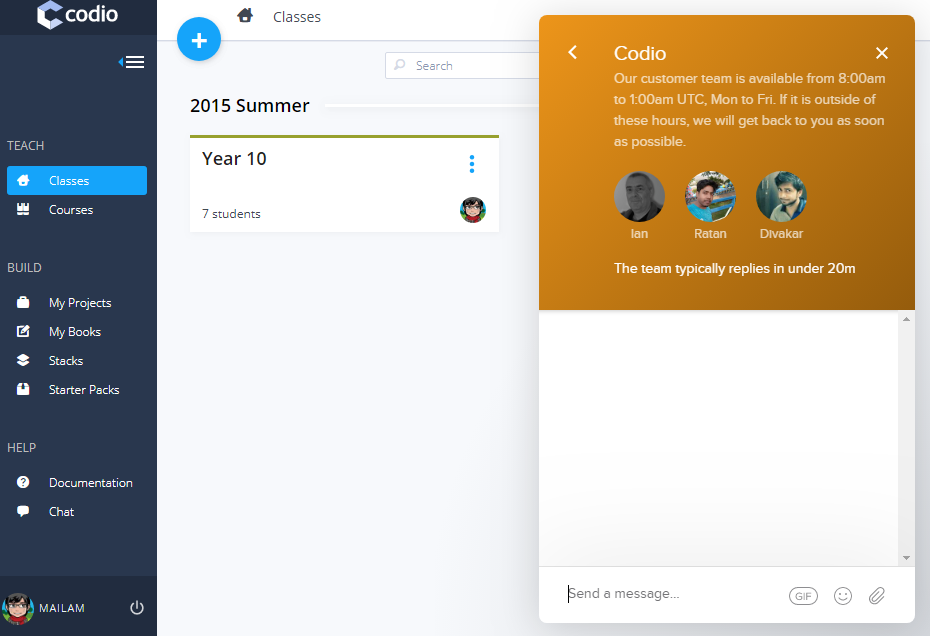 codio
TEACH
Classes
Courses
BUILD
My Projects
My Books
Stacks
Starter Packs
HELP
Documentation
Chat
MAILAM
Classes
Search
2015 Summer
Year 10
7 students
Codio
Our customer team is available from 8:00am
to 1:00am UTC, Mon to Fri. If it is outside of
these hours, we will get back to you as soon
as possible.
Ian Ratan Divakar
The team typically replies in under 20m
Send a message...
GIF